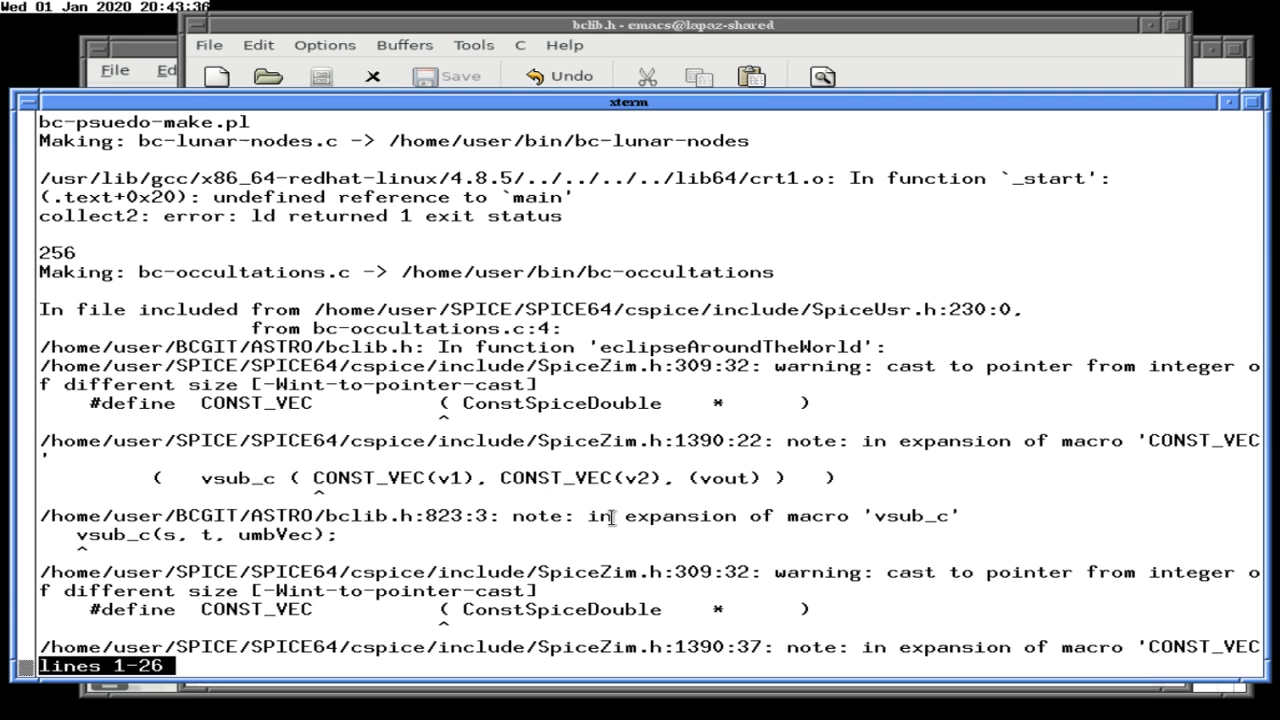 Wed 01 Jan 2020 20:43:36
bclib.h - emacs@lapaz-shared
File Edit Options Buffers Tools C Help
File Ed
Save Undo
xterm
bc-psuedo-make.pl
Making: bc-lunar-nodes.c -> /home/user/bin/bc-lunar-nodes
/usr/lib/gcc/x86_64-redhat-linux/4.8.5/../../../../lib64/crt1.o: In function `_start':
(.text+0x20): undefined reference to `main'
collect2: error: ld returned 1 exit status
256
Making: bc-occultations.c -> /home/user/bin/bc-occultations
In file included from /home/user/SPICE/SPICE64/cspice/include/SpiceUsr.h:230:0,
                 from bc-occultations.c:4:
/home/user/BCGIT/ASTRO/bclib.h: In function 'eclipseAroundTheWorld':
/home/user/SPICE/SPICE64/cspice/include/SpiceZim.h:309:32: warning: cast to pointer from integer o
f different size [-Wint-to-pointer-cast]
    #define  CONST_VEC          ( ConstSpiceDouble    *      )
                                ^
/home/user/SPICE/SPICE64/cspice/include/SpiceZim.h:1390:22: note: in expansion of macro 'CONST_VEC
'
         (   vsub_c ( CONST_VEC(v1), CONST_VEC(v2), (vout) )   )
                      ^
/home/user/BCGIT/ASTRO/bclib.h:823:3: note: in expansion of macro 'vsub_c'
   vsub_c(s, t, umbVec);
   ^
/home/user/SPICE/SPICE64/cspice/include/SpiceZim.h:309:32: warning: cast to pointer from integer o
f different size [-Wint-to-pointer-cast]
    #define  CONST_VEC          ( ConstSpiceDouble    *      )
                                ^
/home/user/SPICE/SPICE64/cspice/include/SpiceZim.h:1390:37: note: in expansion of macro 'CONST_VEC
lines 1-26